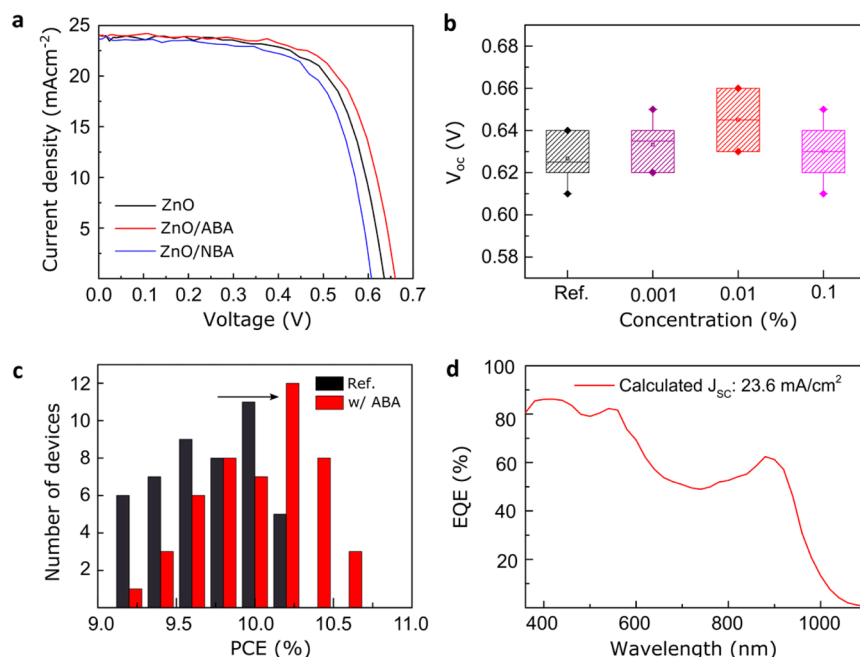 a
25
20
15
10
5
0.0 0.1 0.2 0.3 0.4 0.5 0.6 0.7
Current density (mAcm⁻²)
Voltage (V)
ZnO
ZnO/ABA
ZnO/NBA
b
0.68
0.66
0.64
0.62
0.60
0.58
Ref. 0.001 0.01 0.1
V_oc (V)
Concentration (%)
c
12
10
8
6
4
2
9.0 9.5 10.0 10.5 11.0
Number of devices
PCE (%)
Ref.
w/ ABA
d
100
80
60
40
20
400 600 800 1000
EQE (%)
Wavelength (nm)
Calculated J_SC: 23.6 mA/cm²